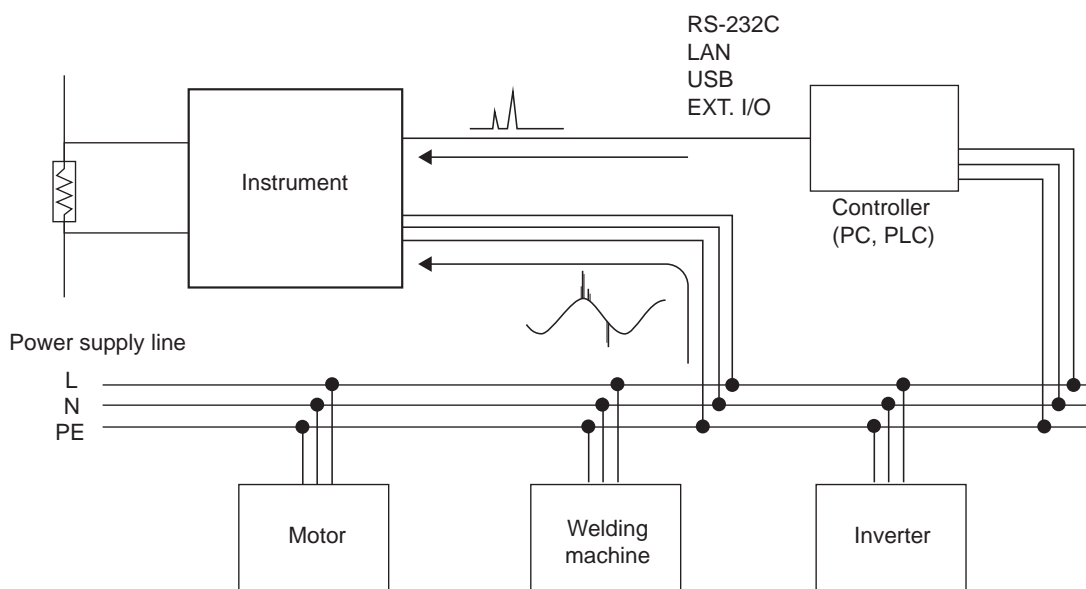 RS-232C
LAN
USB
EXT. I/O
Instrument
Controller
(PC, PLC)
Power supply line
L
N
PE
Motor
Welding
machine
Inverter